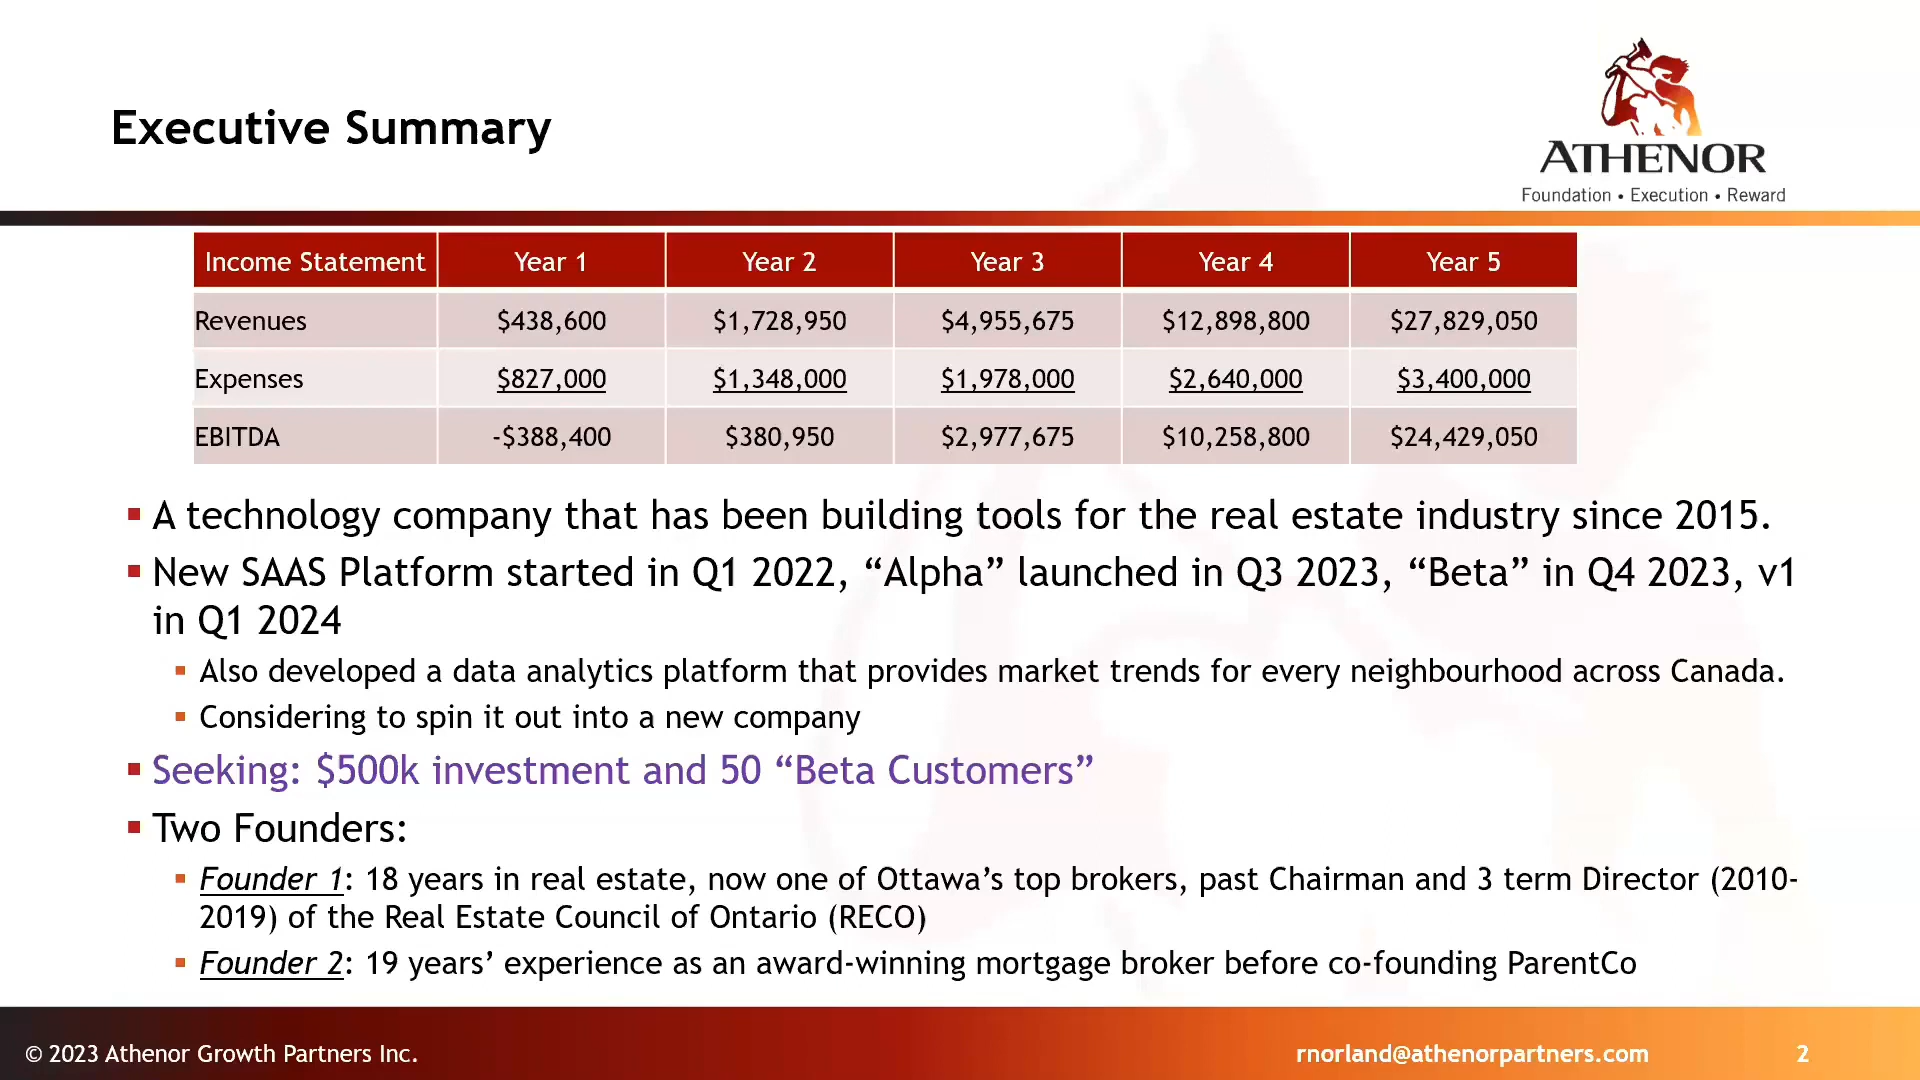 Executive Summary
ATHENOR
Foundation • Execution • Reward
Income Statement Year 1 Year 2 Year 3 Year 4 Year 5
Revenues $438,600 $1,728,950 $4,955,675 $12,898,800 $27,829,050
Expenses $827,000 $1,348,000 $1,978,000 $2,640,000 $3,400,000
EBITDA -$388,400 $380,950 $2,977,675 $10,258,800 $24,429,050
▪ A technology company that has been building tools for the real estate industry since 2015.
▪ New SAAS Platform started in Q1 2022, “Alpha” launched in Q3 2023, “Beta” in Q4 2023, v1
in Q1 2024
▪ Also developed a data analytics platform that provides market trends for every neighbourhood across Canada.
▪ Considering to spin it out into a new company
▪ Seeking: $500k investment and 50 “Beta Customers”
▪ Two Founders:
▪ Founder 1: 18 years in real estate, now one of Ottawa’s top brokers, past Chairman and 3 term Director (2010-
2019) of the Real Estate Council of Ontario (RECO)
▪ Founder 2: 19 years’ experience as an award-winning mortgage broker before co-founding ParentCo
© 2023 Athenor Growth Partners Inc. rnorland@athenorpartners.com 2